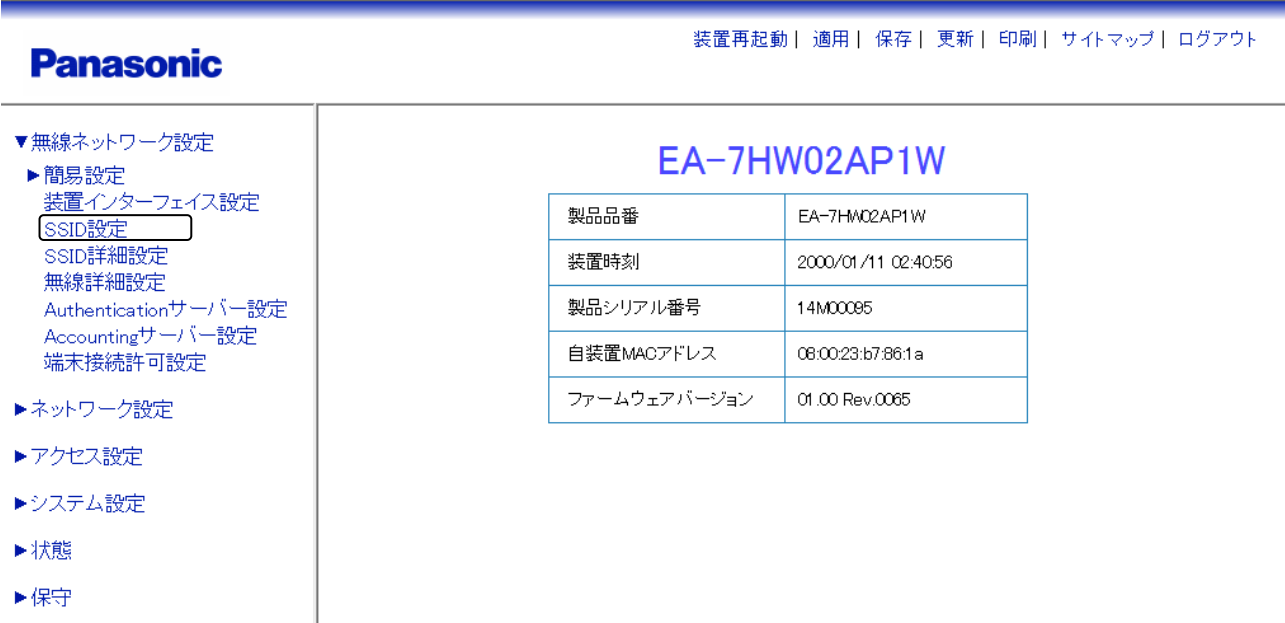 装置再起動| 適用| 保存| 更新| 印刷| サイトマップ| ログアウト
Panasonic
▼無線ネットワーク設定
▶簡易設定
装置インターフェイス設定
SSID設定
SSID詳細設定
無線詳細設定
Authenticationサーバー設定
Accountingサーバー設定
端末接続許可設定
▶ネットワーク設定
▶アクセス設定
▶システム設定
▶状態
▶保守
EA-7HW02AP1W
製品品番 EA-7HW02AP1W
装置時刻 2000/01/11 02:40:56
製品シリアル番号 14M00095
自装置MACアドレス 08:00:23:b7:86:1a
ファームウェアバージョン 01.00 Rev.0065